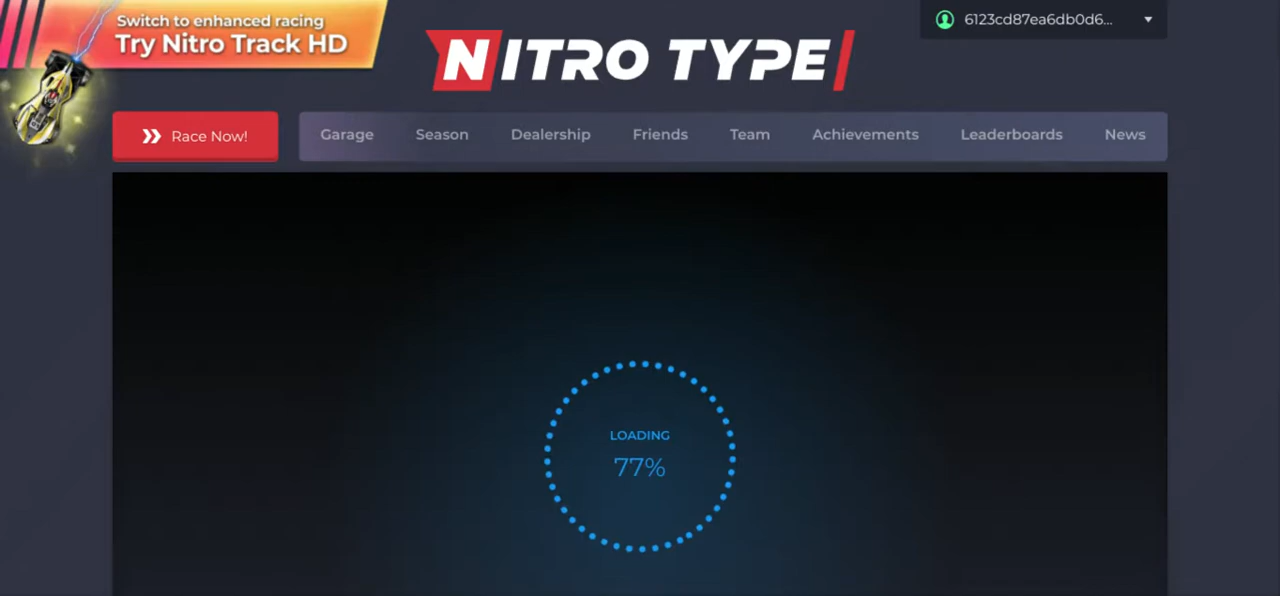 Switch to enhanced racing
Try Nitro Track HD
NITRO TYPE
6123cd87ea6db0d6...
Race Now!
Garage
Season
Dealership
Friends
Team
Achievements
Leaderboards
News
LOADING
77%